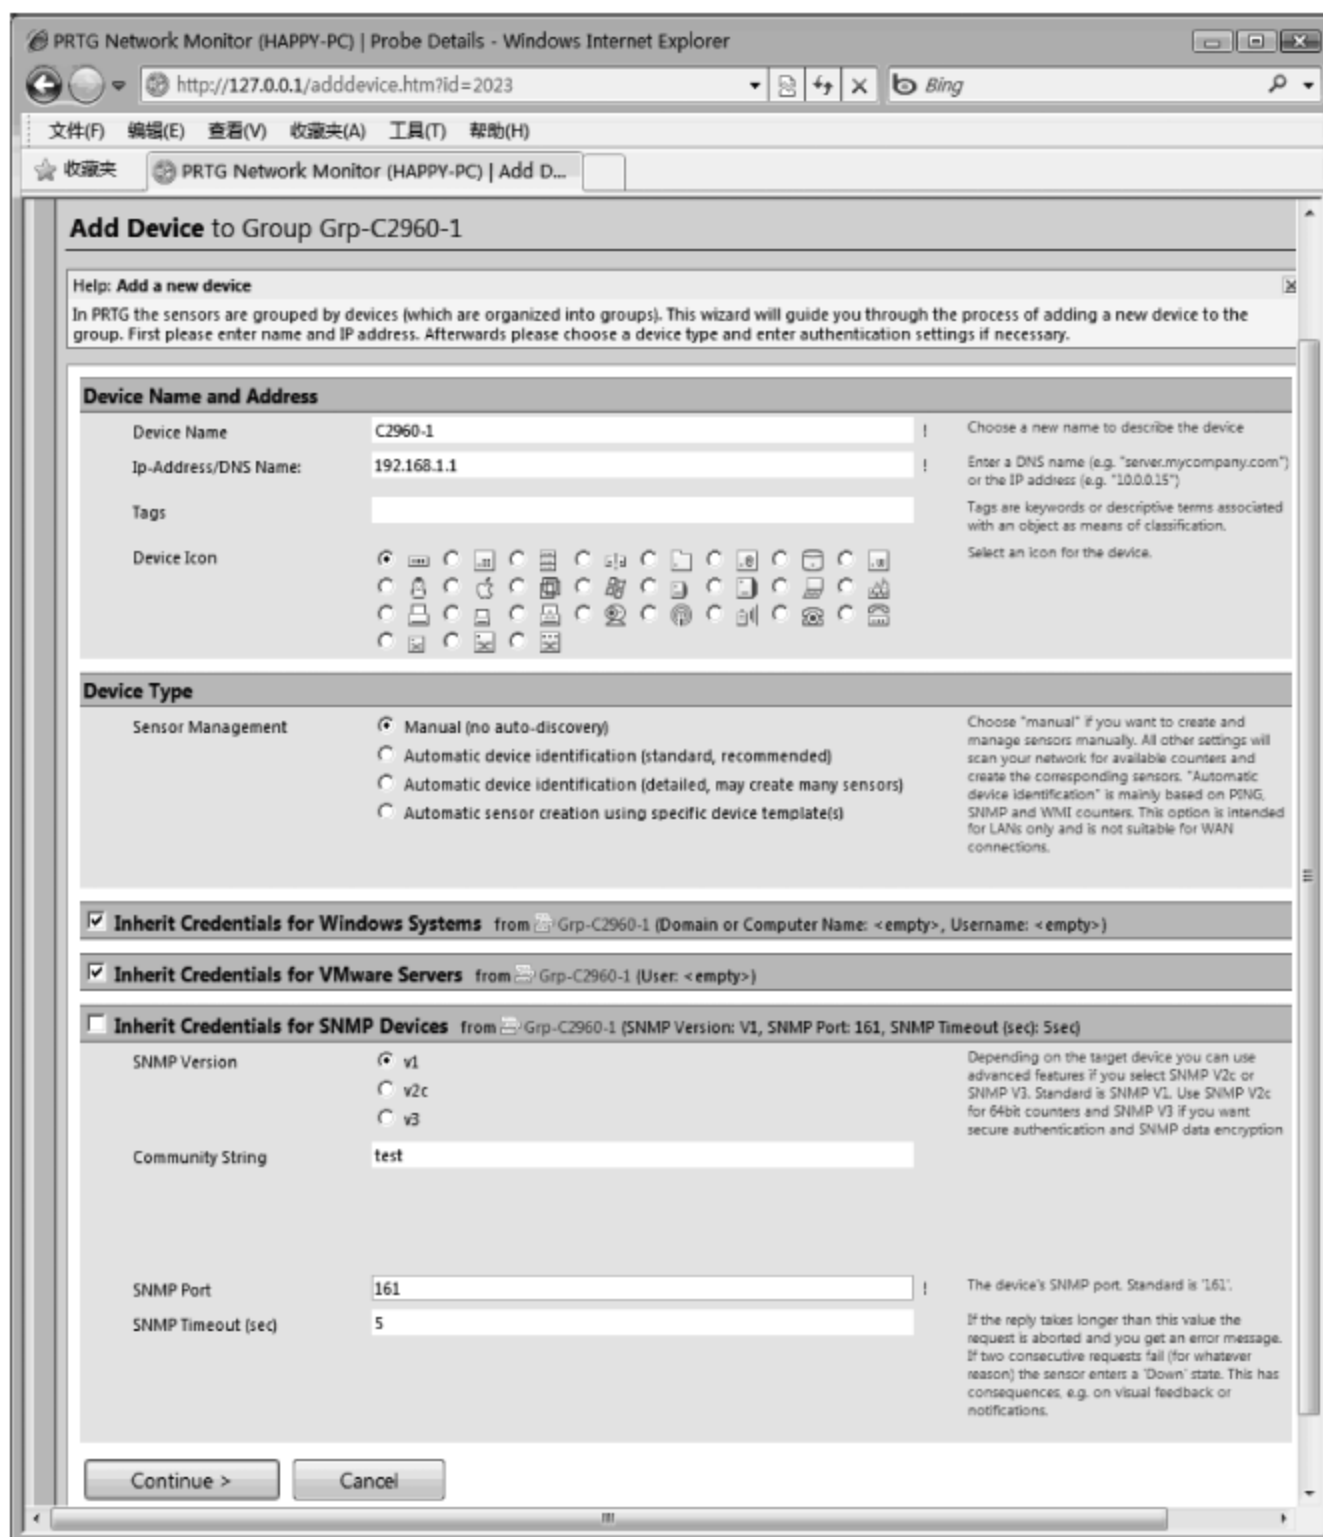 PRTG Network Monitor (HAPPY-PC) | Probe Details - Windows Internet Explorer
http://127.0.0.1/adddevice.htm?id=2023
Bing
文件(F) 编辑(E) 查看(V) 收藏夹(A) 工具(T) 帮助(H)
收藏夹 PRTG Network Monitor (HAPPY-PC) | Add D...
Add Device to Group Grp-C2960-1
Help: Add a new device
In PRTG the sensors are grouped by devices (which are organized into groups). This wizard will guide you through the process of adding a new device to the
group. First please enter name and IP address. Afterwards please choose a device type and enter authentication settings if necessary.
Device Name and Address
Device Name C2960-1 ! Choose a new name to describe the device
Ip-Address/DNS Name: 192.168.1.1 ! Enter a DNS name (e.g. "server.mycompany.com")
or the IP address (e.g. "10.0.0.15")
Tags Tags are keywords or descriptive terms associated
with an object as means of classification.
Device Icon Select an icon for the device.
Device Type
Sensor Management Manual (no auto-discovery)
Automatic device identification (standard, recommended)
Automatic device identification (detailed, may create many sensors)
Automatic sensor creation using specific device template(s)
Choose "manual" if you want to create and
manage sensors manually. All other settings will
scan your network for available counters and
create the corresponding sensors. "Automatic
device identification" is mainly based on PING,
SNMP and WMI counters. This option is intended
for LANs only and is not suitable for WAN
connections.
Inherit Credentials for Windows Systems from Grp-C2960-1 (Domain or Computer Name: <empty>, Username: <empty>)
Inherit Credentials for VMware Servers from Grp-C2960-1 (User: <empty>)
Inherit Credentials for SNMP Devices from Grp-C2960-1 (SNMP Version: V1, SNMP Port: 161, SNMP Timeout (sec): 5sec)
SNMP Version v1
v2c
v3
Depending on the target device you can use
advanced features if you select SNMP V2c or
SNMP V3. Standard is SNMP V1. Use SNMP V2c
for 64bit counters and SNMP V3 if you want
secure authentication and SNMP data encryption
Community String test
SNMP Port 161 ! The device's SNMP port. Standard is '161'.
SNMP Timeout (sec) 5
If the reply takes longer than this value the
request is aborted and you get an error message.
If two consecutive requests fail (for whatever
reason) the sensor enters a 'Down' state. This has
consequences, e.g. on visual feedback or
notifications.
Continue > Cancel